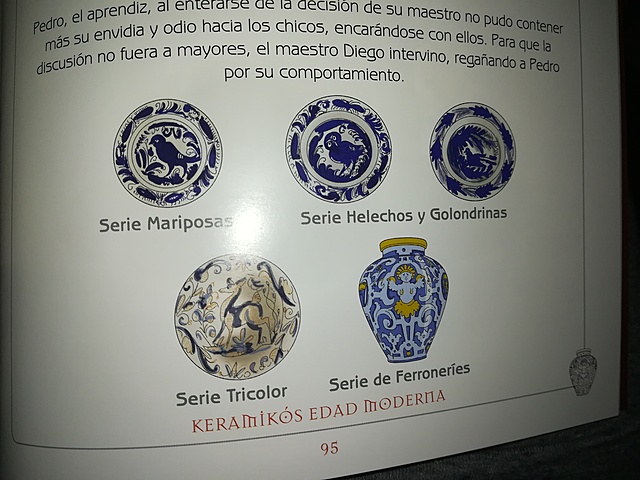 Pedro, el aprendiz, al enterarse de la decisión de su maestro no pudo contener
más su envidia y odio hacia los chicos, encarándose con ellos. Para que la
discusión no fuera a mayores, el maestro Diego intervino, regañando a Pedro
por su comportamiento.
Serie Mariposas
Serie Helechos y Golondrinas
Serie Tricolor
Serie de Ferroneríes
KERAMIKÓS EDAD MODERNA
95